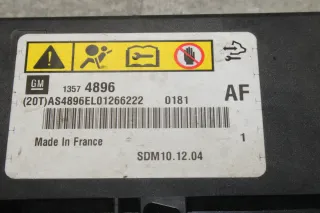 GM
1357 4896
(20T)AS4896EL01266222 0181
AF
Made In France
1
SDM10.12.04